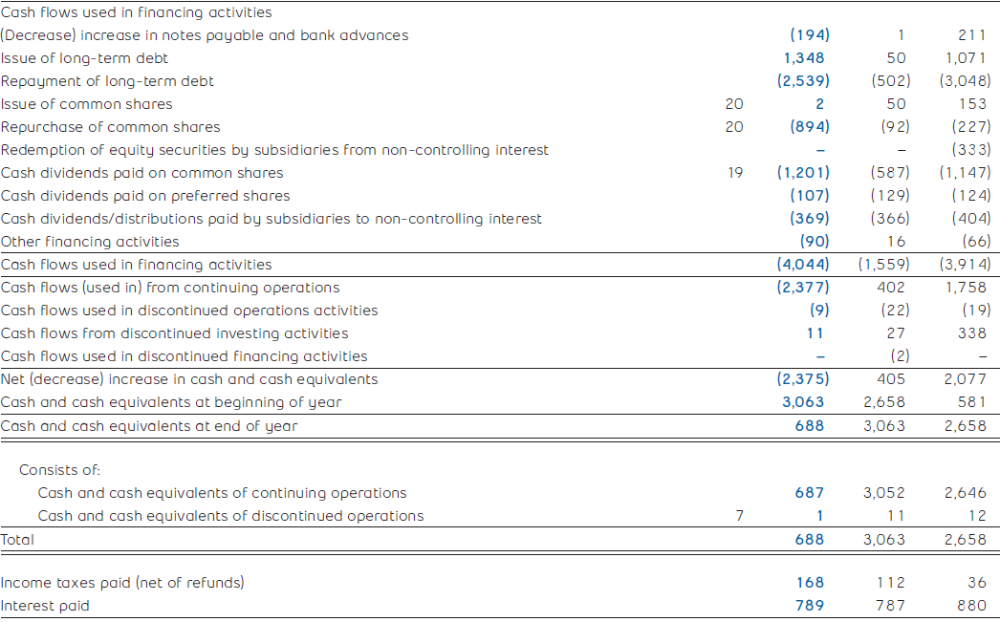 Cash flows used in financing activities
(Decrease) increase in notes payable and bank advances (194) 1 211
Issue of long-term debt 1,348 50 1,071
Repayment of long-term debt (2,539) (502) (3,048)
Issue of common shares 20 2 50 153
Repurchase of common shares 20 (894) (92) (227)
Redemption of equity securities by subsidiaries from non-controlling interest – – (333)
Cash dividends paid on common shares 19 (1,201) (587) (1,147)
Cash dividends paid on preferred shares (107) (129) (124)
Cash dividends/distributions paid by subsidiaries to non-controlling interest (369) (366) (404)
Other financing activities (90) 16 (66)
Cash flows used in financing activities (4,044) (1,559) (3,914)
Cash flows (used in) from continuing operations (2,377) 402 1,758
Cash flows used in discontinued operations activities (9) (22) (19)
Cash flows from discontinued investing activities 11 27 338
Cash flows used in discontinued financing activities – (2) –
Net (decrease) increase in cash and cash equivalents (2,375) 405 2,077
Cash and cash equivalents at beginning of year 3,063 2,658 581
Cash and cash equivalents at end of year 688 3,063 2,658
Consists of:
Cash and cash equivalents of continuing operations 687 3,052 2,646
Cash and cash equivalents of discontinued operations 7 1 11 12
Total 688 3,063 2,658
Income taxes paid (net of refunds) 168 112 36
Interest paid 789 787 880